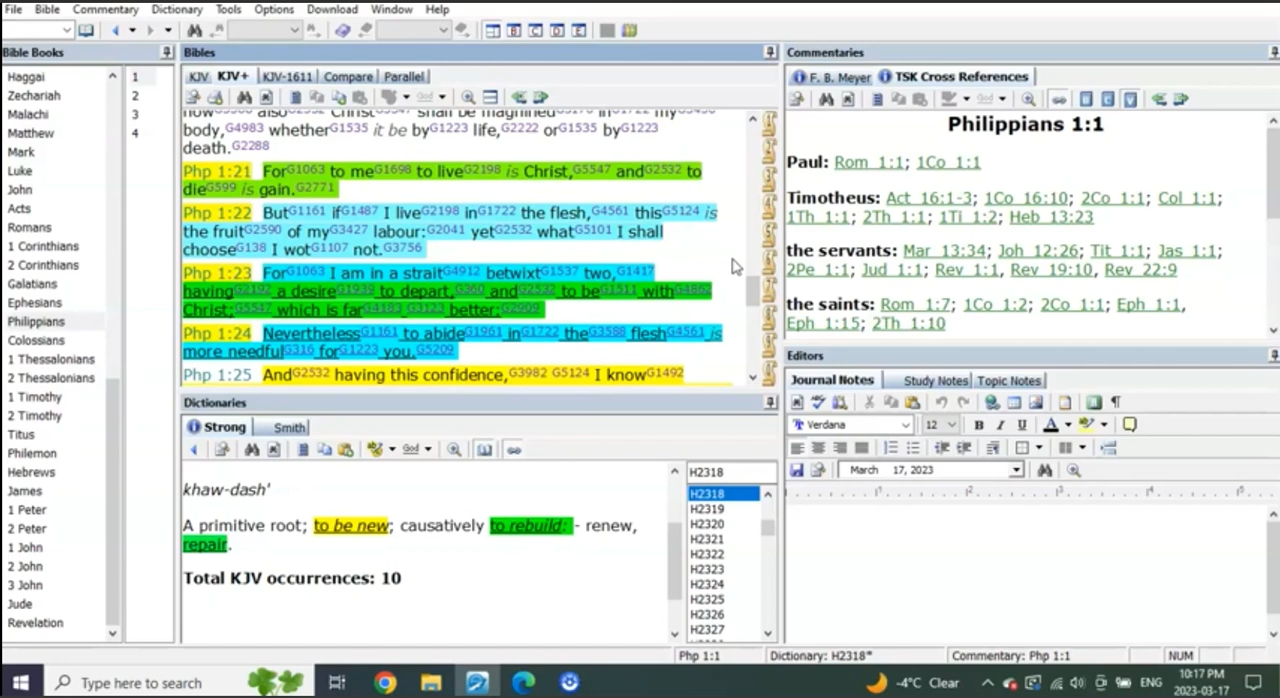 File Bible Commentary Dictionary Tools Options Download Window Help
Bible Books
Haggai
Zechariah
Malachi
Matthew
Mark
Luke
John
Acts
Romans
1 Corinthians
2 Corinthians
Galatians
Ephesians
Philippians
Colossians
1 Thessalonians
2 Thessalonians
1 Timothy
2 Timothy
Titus
Philemon
Hebrews
James
1 Peter
2 Peter
1 John
2 John
3 John
Jude
Revelation
1
2
3
4
Bibles
KJV KJV+ KJV-1611 Compare Parallel
body,G4983 whetherG1535 it be byG1223 life,G2222 orG1535 byG1223
death.G2288
Php 1:21 ForG1063 to meG1698 to liveG2198 is Christ,G5547 andG2532 to
dieG599 is gain.G2771
Php 1:22 ButG1161 ifG1487 I liveG2198 inG1722 the flesh,G4561 thisG5124 is
the fruitG2590 of myG3427 labour:G2041 yetG2532 whatG5101 I shall
chooseG138 I wotG1107 not.G3756
Php 1:23 ForG1063 I am in a straitG4912 betwixtG1537 two,G1417
havingG2192 a desireG1939 to depart,G360 andG2532 to beG1511 withG4862
Christ;G5547 which is farG4183 G3123 better:G2909
Php 1:24 NeverthelessG1161 to abideG1961 inG1722 theG3588 fleshG4561 is
more needfulG316 forG1223 you.G5209
Php 1:25 AndG2532 having this confidence,G3982 G5124 I knowG1492
Dictionaries
Strong Smith
khaw-dash'
A primitive root; to be new; causatively to rebuild: - renew,
repair.
Total KJV occurrences: 10
H2318
H2318
H2319
H2320
H2321
H2322
H2323
H2324
H2325
H2326
H2327
Commentaries
F. B. Meyer TSK Cross References
Philippians 1:1
Paul: Rom 1:1; 1Co 1:1
Timotheus: Act 16:1-3; 1Co 16:10; 2Co 1:1; Col 1:1;
1Th 1:1; 2Th 1:1; 1Ti 1:2; Heb 13:23
the servants: Mar 13:34; Joh 12:26; Tit 1:1; Jas 1:1;
2Pe 1:1; Jud 1:1; Rev 1:1, Rev 19:10, Rev 22:9
the saints: Rom 1:7; 1Co 1:2; 2Co 1:1; Eph 1:1,
Eph 1:15; 2Th 1:10
Editors
Journal Notes Study Notes Topic Notes
Verdana 12 B I U A
March 17, 2023
Php 1:1 Dictionary: H2318* Commentary: Php 1:1 NUM
Type here to search
-4°C Clear ENG 10:17 PM
2023-03-17